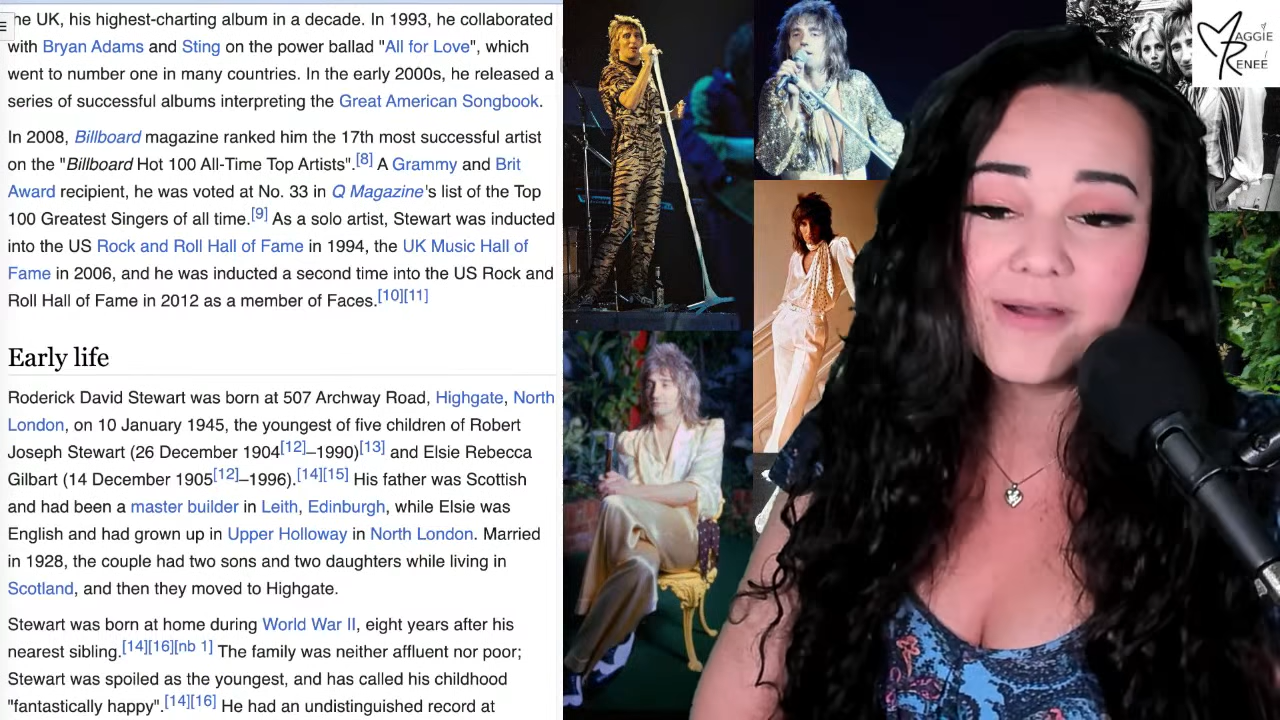 he UK, his highest-charting album in a decade. In 1993, he collaborated
with Bryan Adams and Sting on the power ballad "All for Love", which
went to number one in many countries. In the early 2000s, he released a
series of successful albums interpreting the Great American Songbook.
In 2008, Billboard magazine ranked him the 17th most successful artist
on the "Billboard Hot 100 All-Time Top Artists".[8] A Grammy and Brit
Award recipient, he was voted at No. 33 in Q Magazine's list of the Top
100 Greatest Singers of all time.[9] As a solo artist, Stewart was inducted
into the US Rock and Roll Hall of Fame in 1994, the UK Music Hall of
Fame in 2006, and he was inducted a second time into the US Rock and
Roll Hall of Fame in 2012 as a member of Faces.[10][11]
Early life
Roderick David Stewart was born at 507 Archway Road, Highgate, North
London, on 10 January 1945, the youngest of five children of Robert
Joseph Stewart (26 December 1904[12]–1990)[13] and Elsie Rebecca
Gilbart (14 December 1905[12]–1996).[14][15] His father was Scottish
and had been a master builder in Leith, Edinburgh, while Elsie was
English and had grown up in Upper Holloway in North London. Married
in 1928, the couple had two sons and two daughters while living in
Scotland, and then they moved to Highgate.
Stewart was born at home during World War II, eight years after his
nearest sibling.[14][16][nb 1] The family was neither affluent nor poor;
Stewart was spoiled as the youngest, and has called his childhood
"fantastically happy".[14][16] He had an undistinguished record at
MAGGIE
RENEE